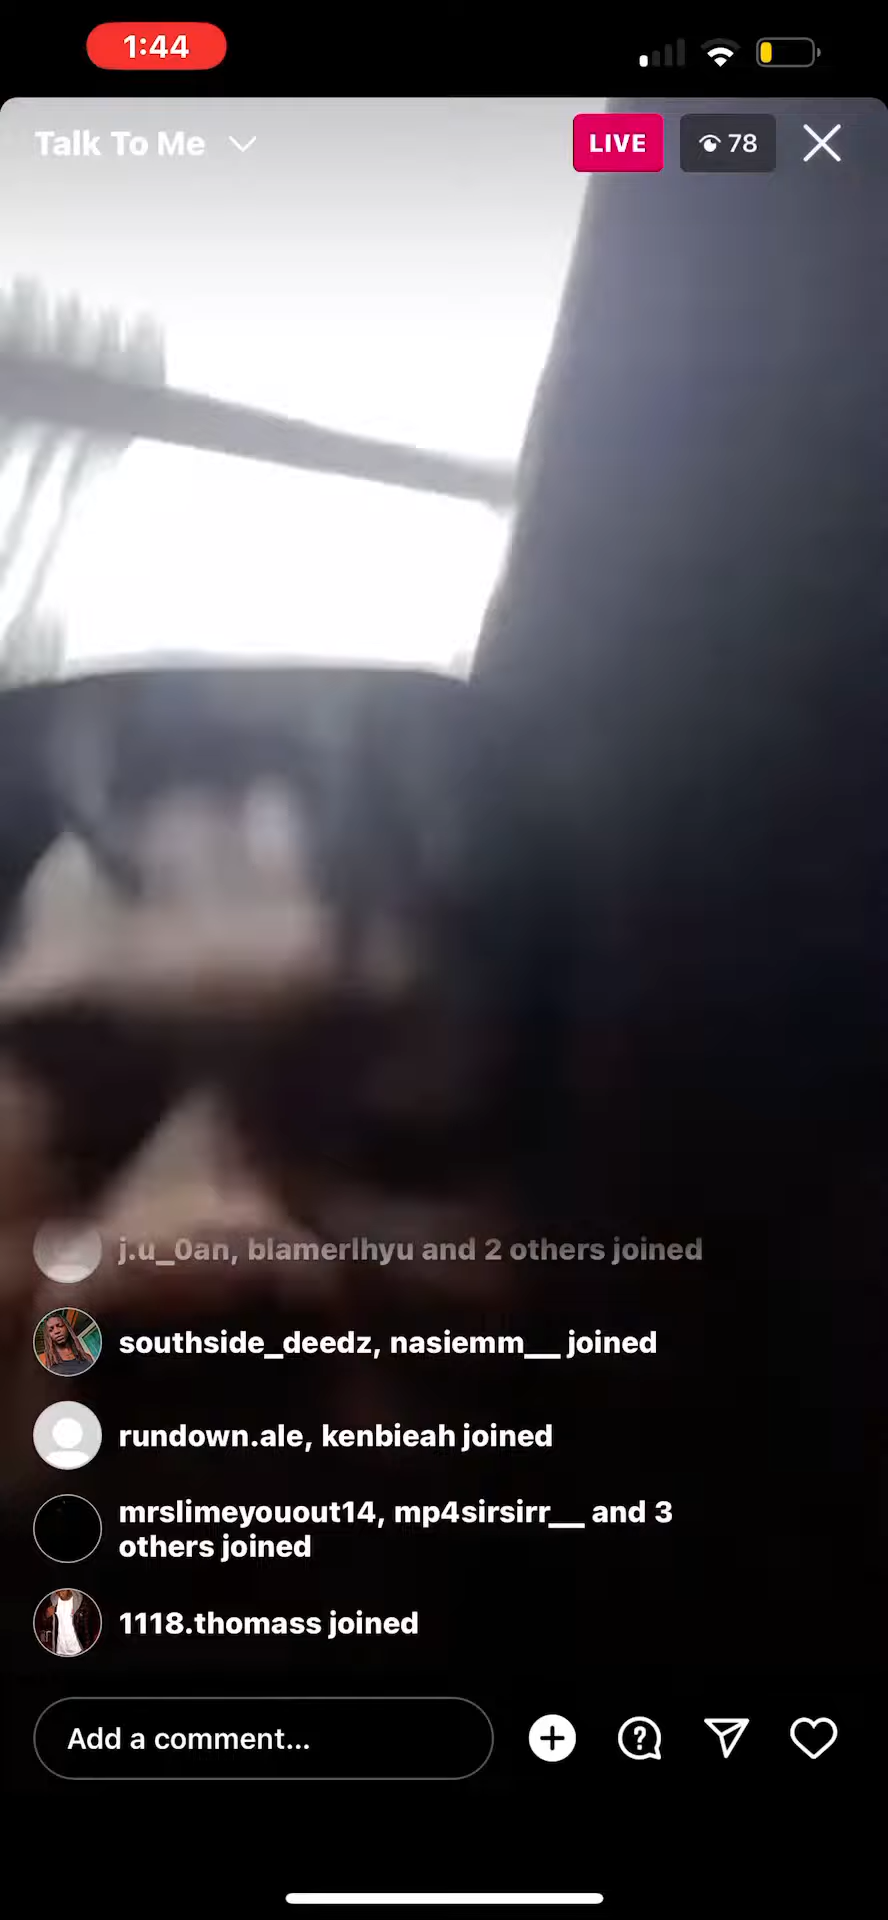 1:44
Talk To Me
LIVE
78
j.u_0an, blamerlhyu and 2 others joined
southside_deedz, nasiemm__ joined
rundown.ale, kenbieah joined
mrslimeyouout14, mp4sirsirr__ and 3
others joined
1118.thomass joined
Add a comment...